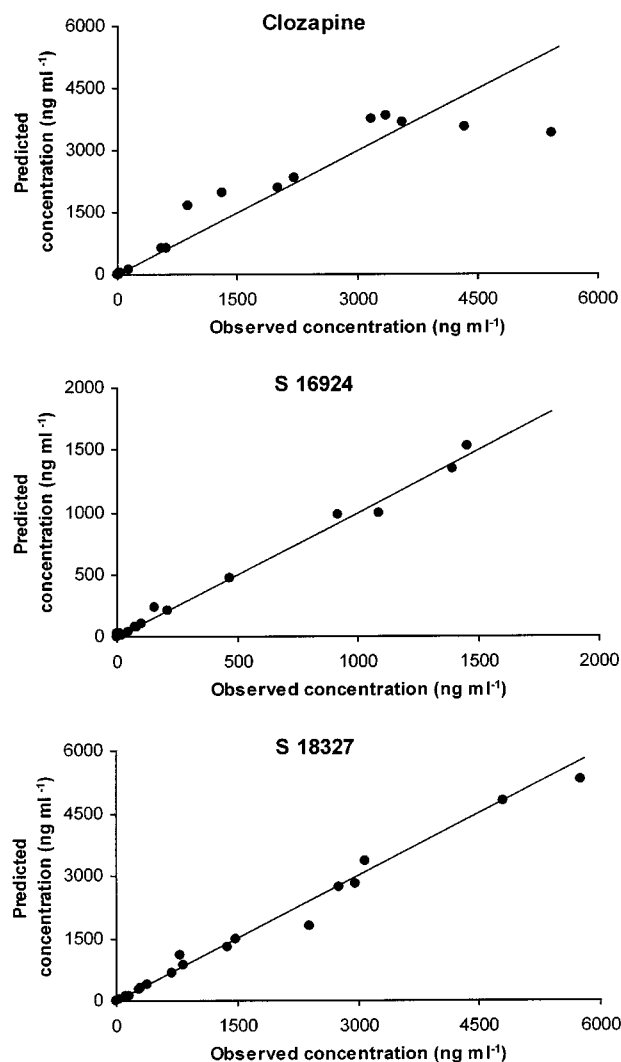 Clozapine
6000
4500
3000
1500
0
Predicted
concentration (ng ml⁻¹)
0 1500 3000 4500 6000
Observed concentration (ng ml⁻¹)
S 16924
2000
1500
1000
500
0
Predicted
concentration (ng ml⁻¹)
0 500 1000 1500 2000
Observed concentration (ng ml⁻¹)
S 18327
6000
4500
3000
1500
0
Predicted
concentration (ng ml⁻¹)
0 1500 3000 4500 6000
Observed concentration (ng ml⁻¹)